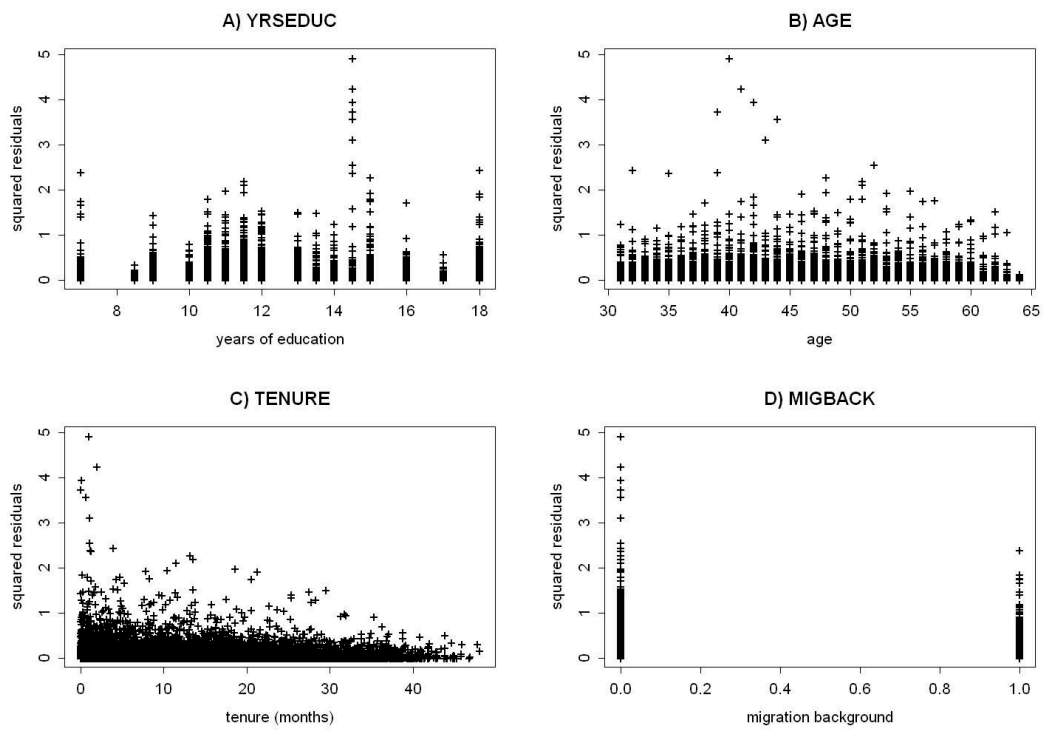 A) YRSEDUC
squared residuals
5
4
3
2
1
0
8 10 12 14 16 18
years of education
B) AGE
squared residuals
5
4
3
2
1
0
30 35 40 45 50 55 60 65
age
C) TENURE
squared residuals
5
4
3
2
1
0
0 10 20 30 40
tenure (months)
D) MIGBACK
squared residuals
5
4
3
2
1
0
0.0 0.2 0.4 0.6 0.8 1.0
migration background